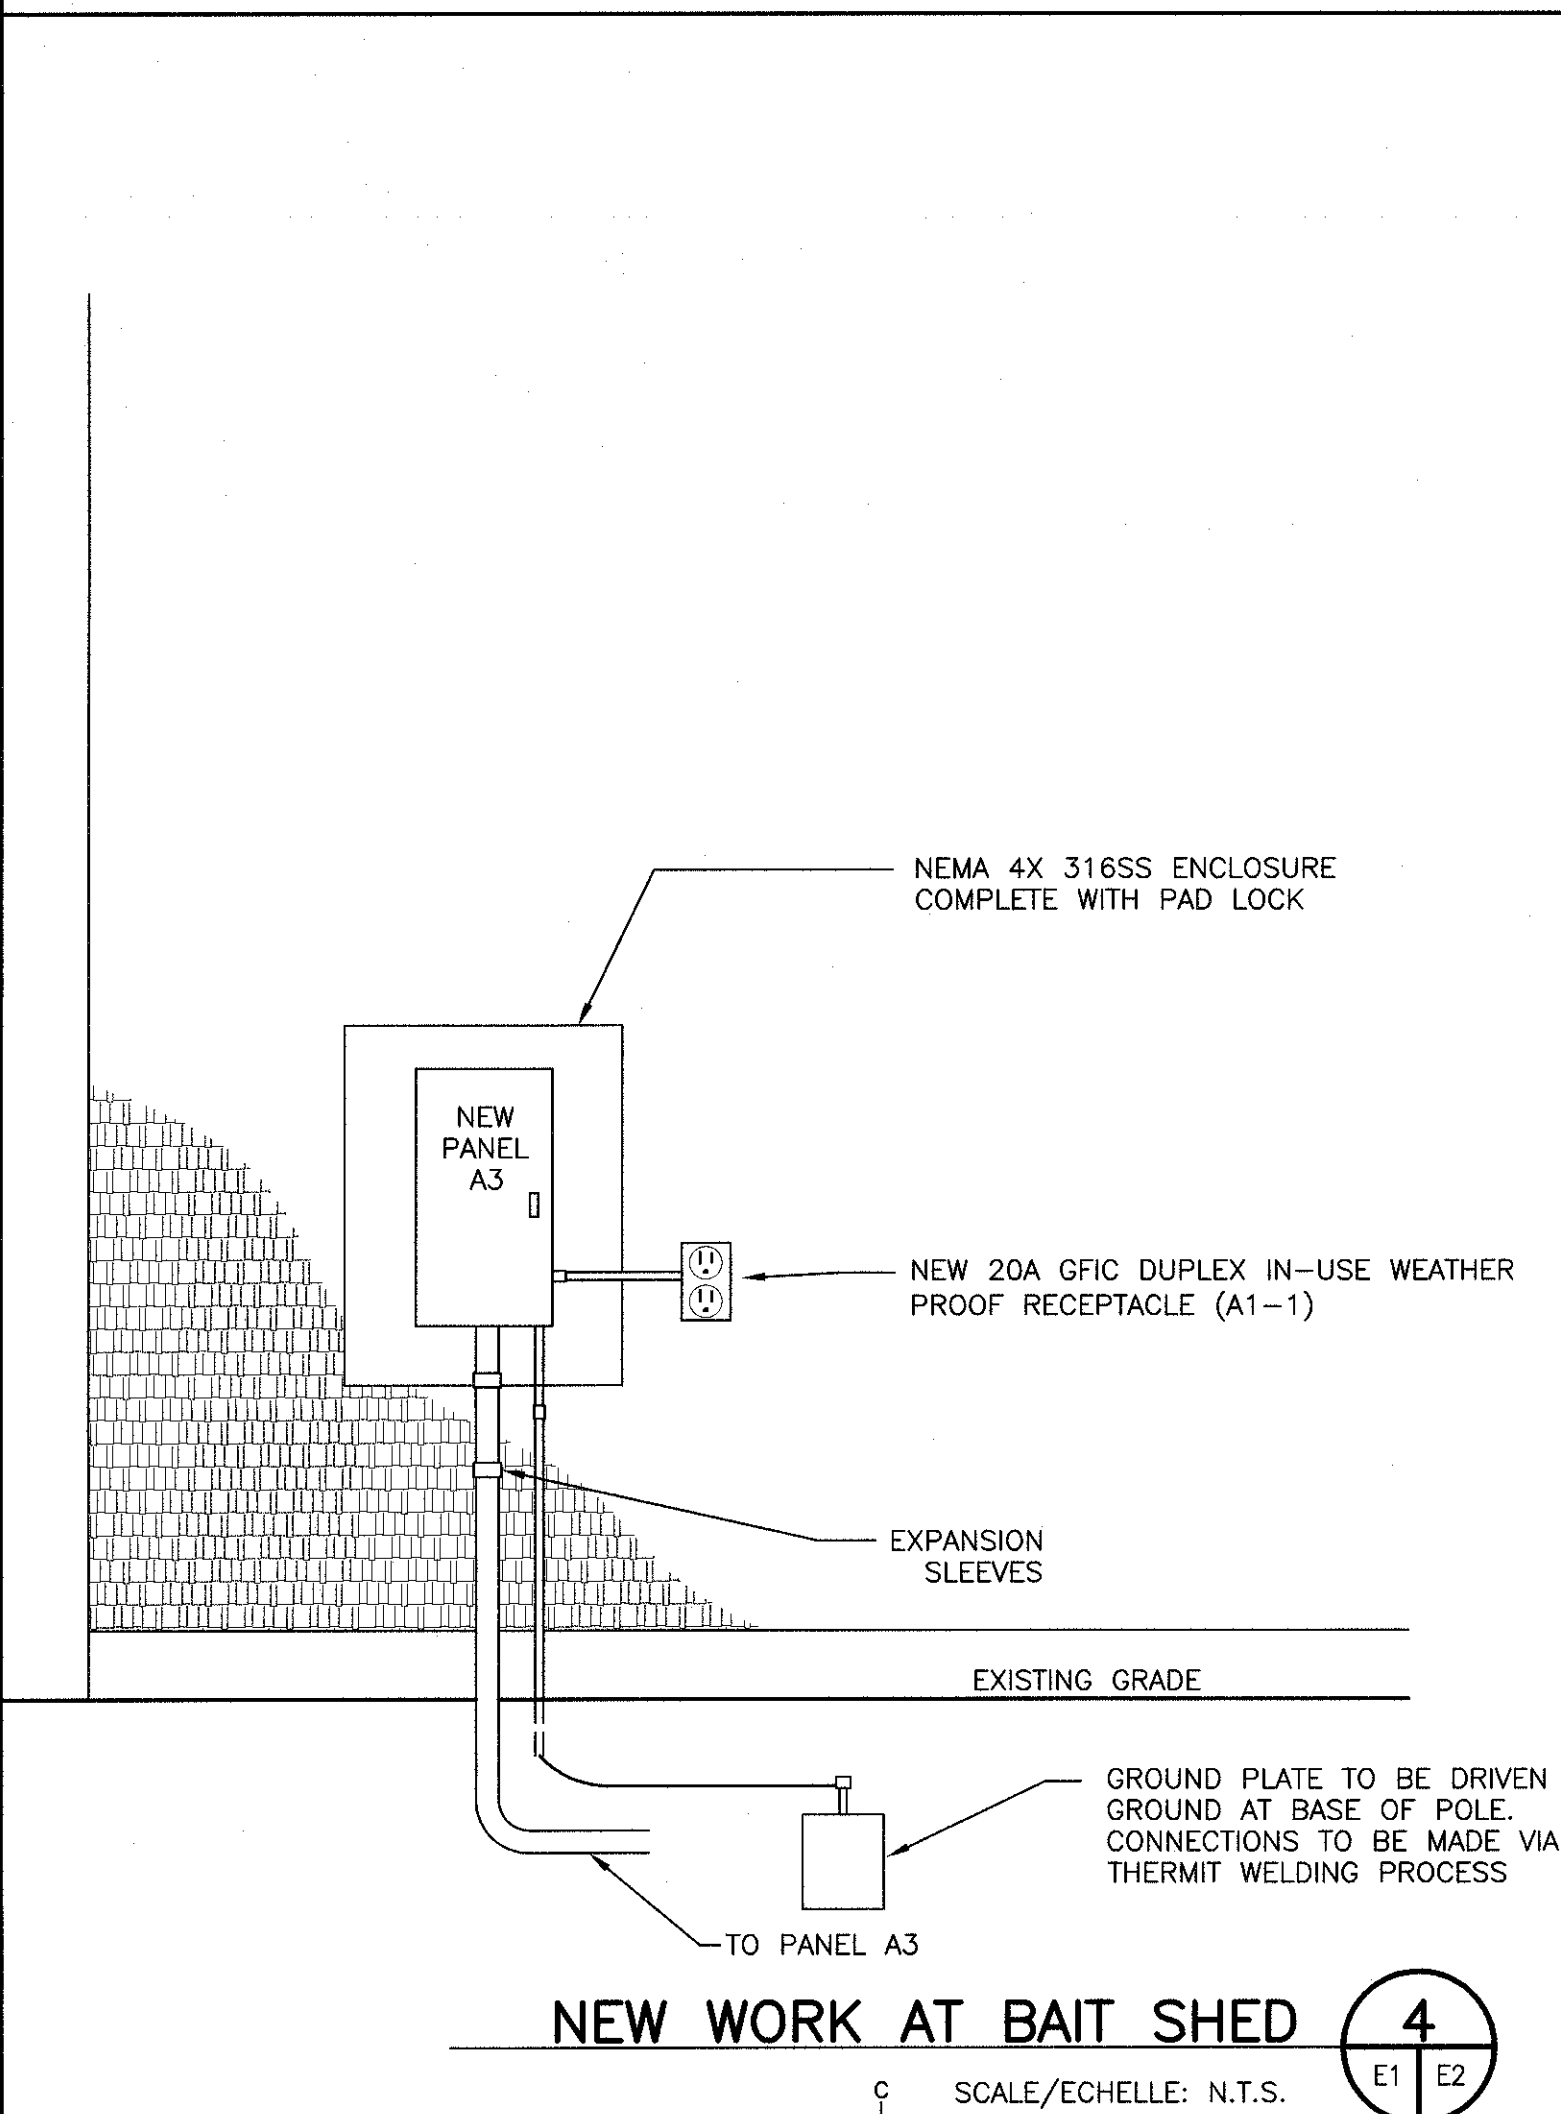 NEMA 4X 316SS ENCLOSURE
COMPLETE WITH PAD LOCK
NEW
PANEL
A3
NEW 20A GFIC DUPLEX IN-USE WEATHER
PROOF RECEPTACLE (A1-1)
EXPANSION
SLEEVES
EXISTING GRADE
GROUND PLATE TO BE DRIVEN
GROUND AT BASE OF POLE.
CONNECTIONS TO BE MADE VIA
THERMIT WELDING PROCESS
TO PANEL A3
NEW WORK AT BAIT SHED
4
E1 E2
C
SCALE/ECHELLE: N.T.S.